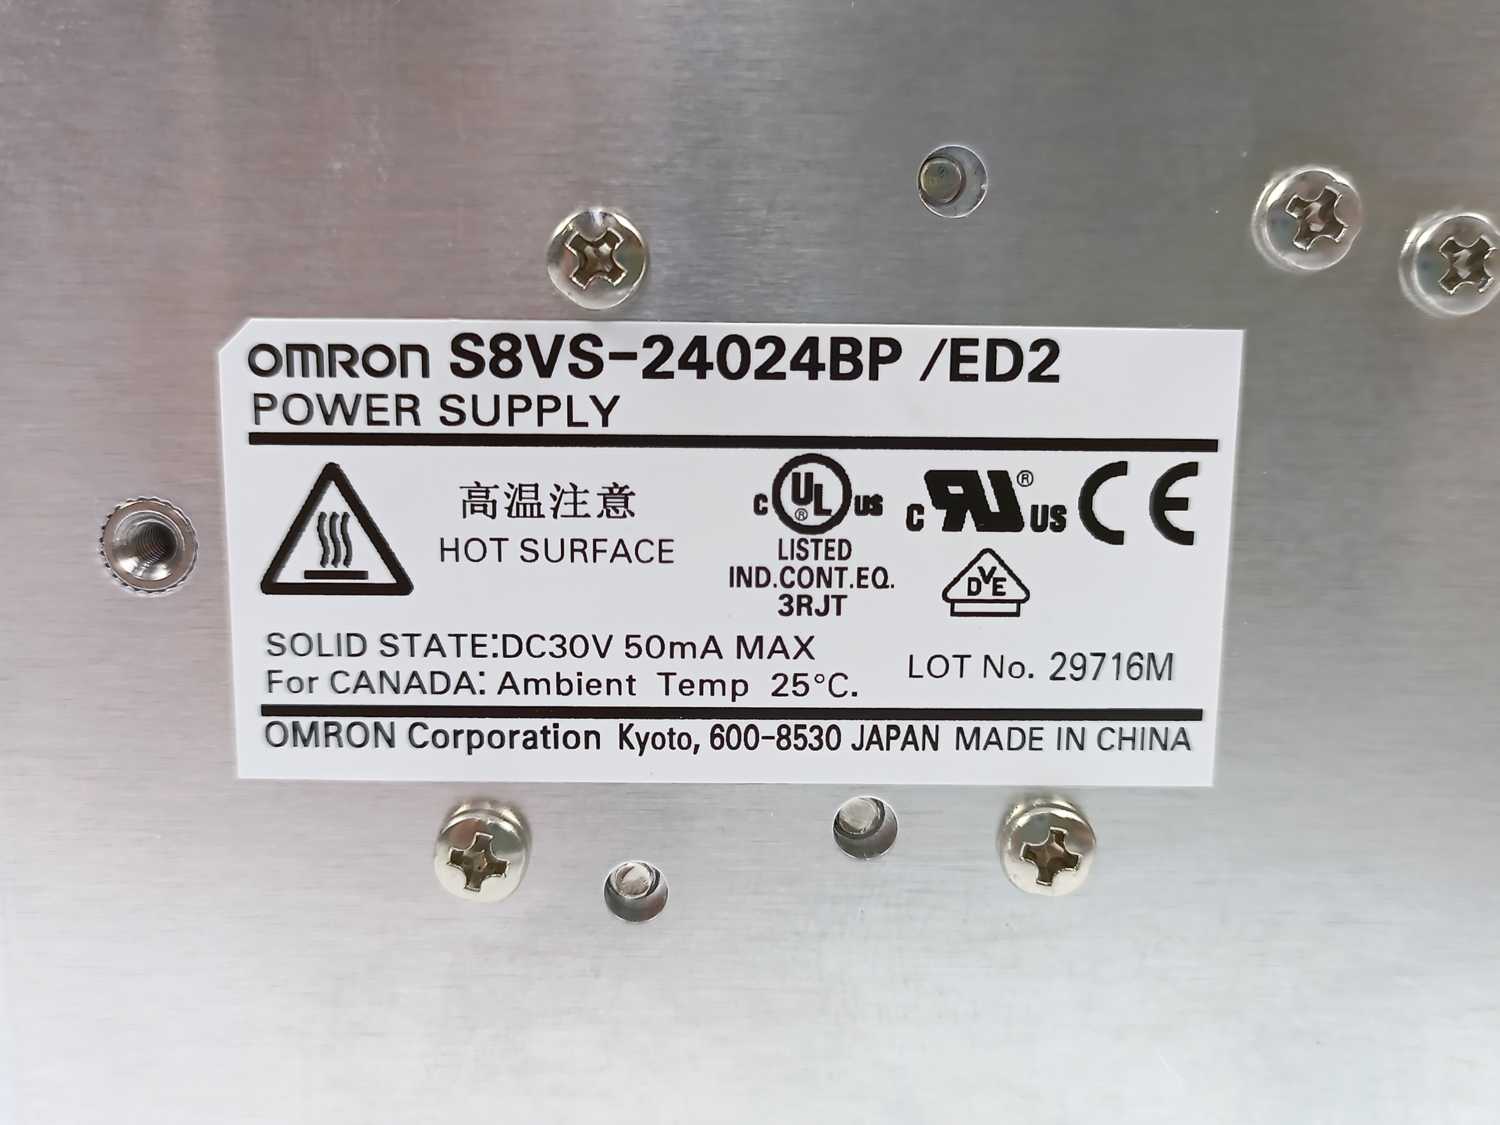 OMRON S8VS-24024BP /ED2
POWER SUPPLY
高温注意
HOT SURFACE
C UL ® US
LISTED
IND.CONT.EQ.
3RJT
C RU ® US CE
DVE
SOLID STATE:DC30V 50mA MAX
For CANADA: Ambient Temp 25°C.
LOT No. 29716M
OMRON Corporation Kyoto, 600-8530 JAPAN MADE IN CHINA